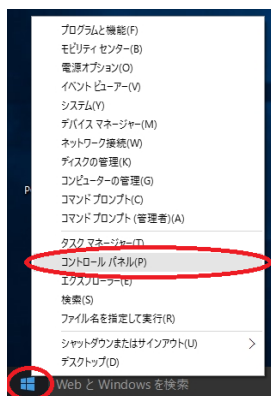 プログラムと機能(F)
モビリティ センター(B)
電源オプション(O)
イベント ビューアー(V)
システム(Y)
デバイス マネージャー(M)
ネットワーク接続(W)
ディスクの管理(K)
コンピューターの管理(G)
コマンド プロンプト(C)
コマンド プロンプト (管理者)(A)
タスク マネージャー(T)
コントロール パネル(P)
エクスプローラー(E)
検索(S)
ファイル名を指定して実行(R)
シャットダウンまたはサインアウト(U)
デスクトップ(D)
Web と Windows を検索